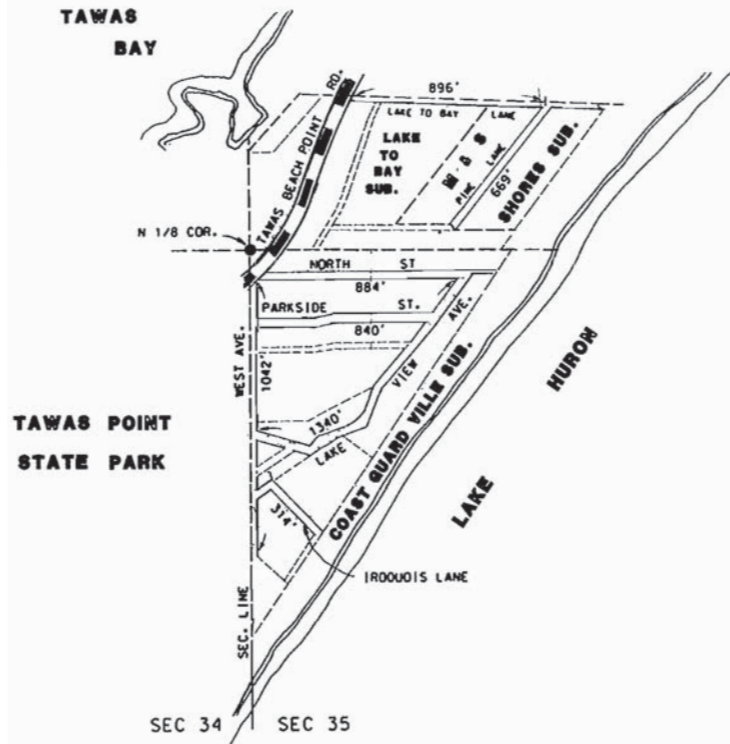 TAWAS
BAY
896'
RD.
LAKE TO BAY LANE
TAWAS BEACH POINT
LAKE
TO
BAY
SUB.
M & S
PINE LANE
669'
SHORES SUB.
N 1/8 COR.
NORTH ST
884'
PARKSIDE ST.
840'
WEST AVE.
1042'
VIEW AVE.
HURON
TAWAS POINT
STATE PARK
1340'
LAKE
COAST GUARD VILLE SUB.
LAKE
314'
IROQUOIS LANE
SEC. LINE
SEC 34
SEC 35